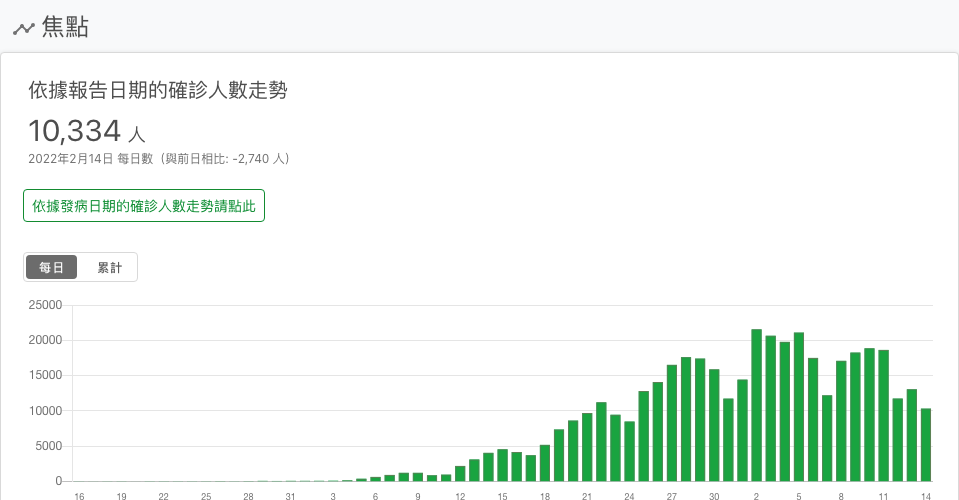 焦點
依據報告日期的確診人數走勢
10,334 人
2022年2月14日 每日數（與前日相比: -2,740 人）
依據發病日期的確診人數走勢請點此
每日 累計
25000
20000
15000
10000
5000
0
16 19 22 25 28 31 3 6 9 12 15 18 21 24 27 30 2 5 8 11 14